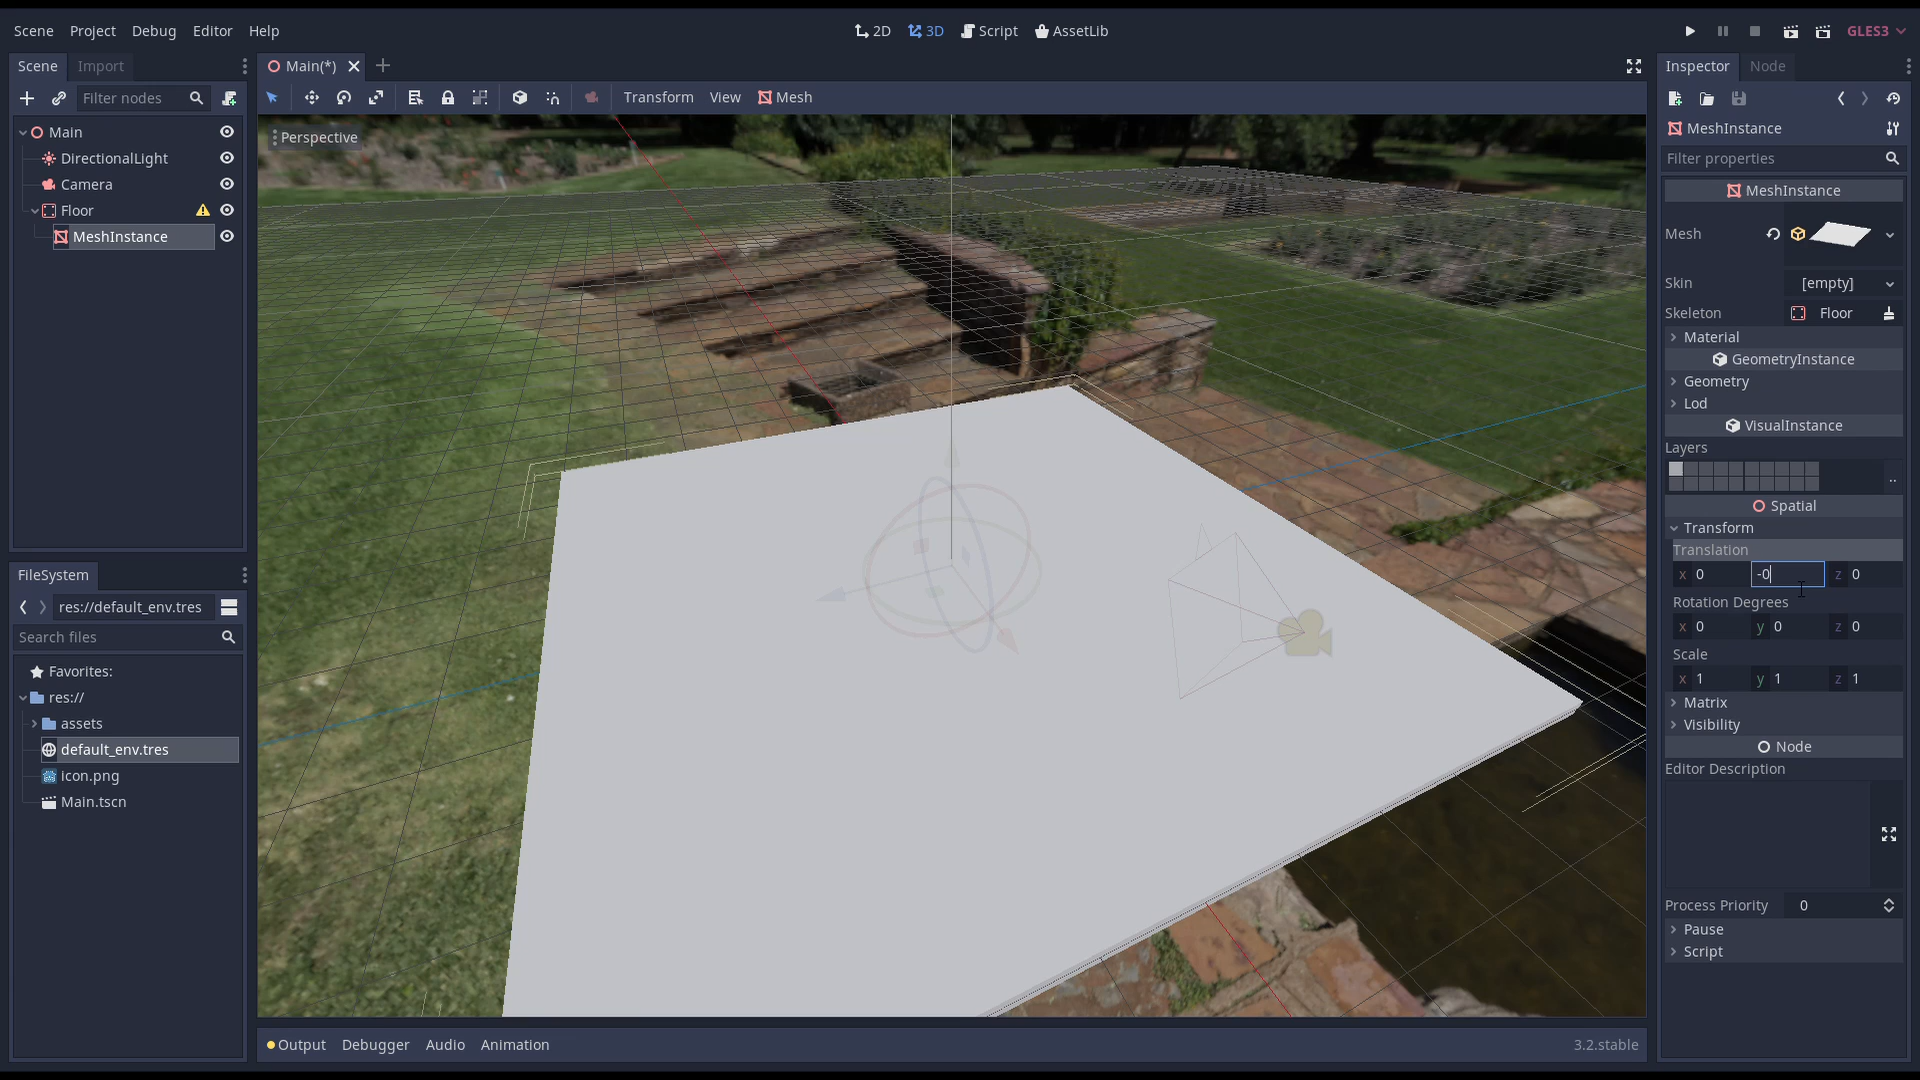 Scene Project Debug Editor Help
2D 3D Script AssetLib
GLES3
Scene Import
Filter nodes
Main
DirectionalLight
Camera
Floor
MeshInstance
FileSystem
res://default_env.tres
Search files
Favorites:
res://
assets
default_env.tres
icon.png
Main.tscn
Main(*)
Transform View Mesh
Perspective
Output Debugger Audio Animation 3.2.stable
Inspector Node
MeshInstance
Filter properties
MeshInstance
Mesh
Skin [empty]
Skeleton Floor
Material
GeometryInstance
Geometry
Lod
VisualInstance
Layers
..
Spatial
Transform
Translation
x 0 -0 z 0
Rotation Degrees
x 0 y 0 z 0
Scale
x 1 y 1 z 1
Matrix
Visibility
Node
Editor Description
Process Priority 0
Pause
Script